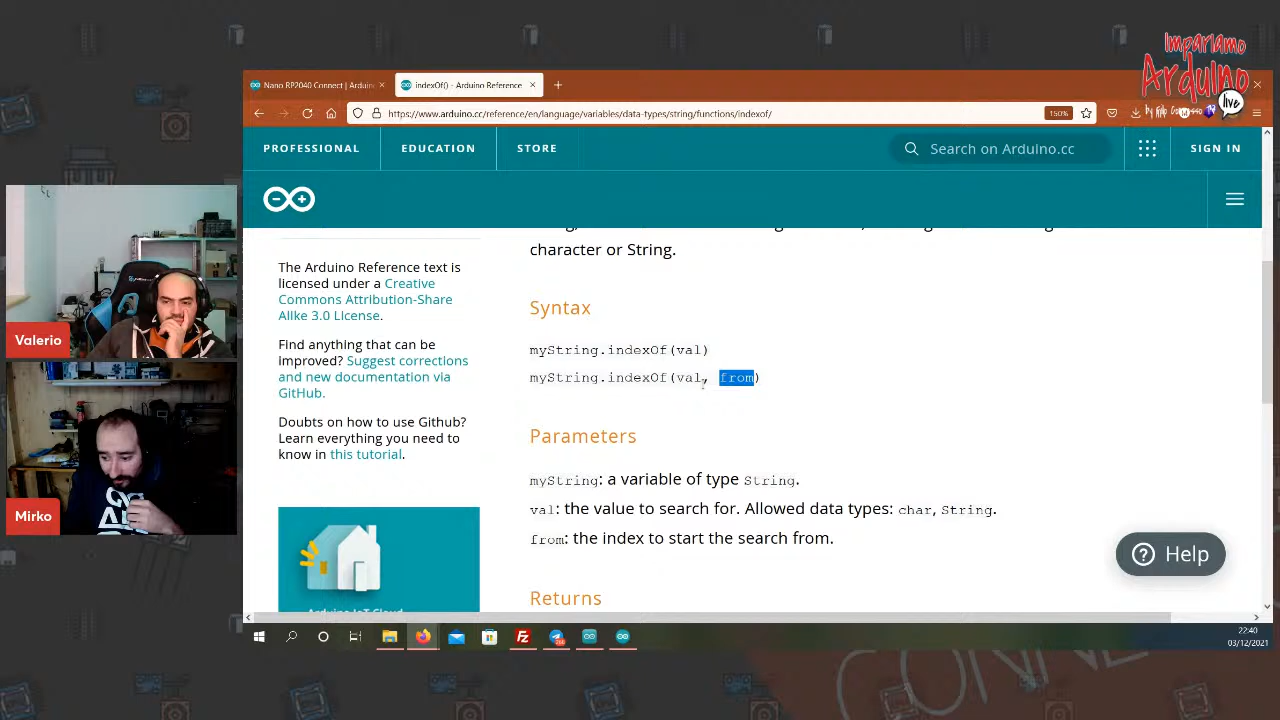 Impariamo
Arduino
live
Nano RP2040 Connect | Arduin
indexOf() - Arduino Reference
https://www.arduino.cc/reference/en/language/variables/data-types/string/functions/indexof/
150%
PROFESSIONAL
EDUCATION
STORE
Search on Arduino.cc
SIGN IN
character or String.
The Arduino Reference text is
licensed under a Creative
Commons Attribution-Share
Alike 3.0 License.
Find anything that can be
improved? Suggest corrections
and new documentation via
GitHub.
Doubts on how to use Github?
Learn everything you need to
know in this tutorial.
Arduino IoT Cloud
Syntax
myString.indexOf(val)
myString.indexOf(val, from)
Parameters
myString: a variable of type String.
val: the value to search for. Allowed data types: char, String.
from: the index to start the search from.
Returns
Help
Valerio
Mirko
22:40
03/12/2021
CONNE